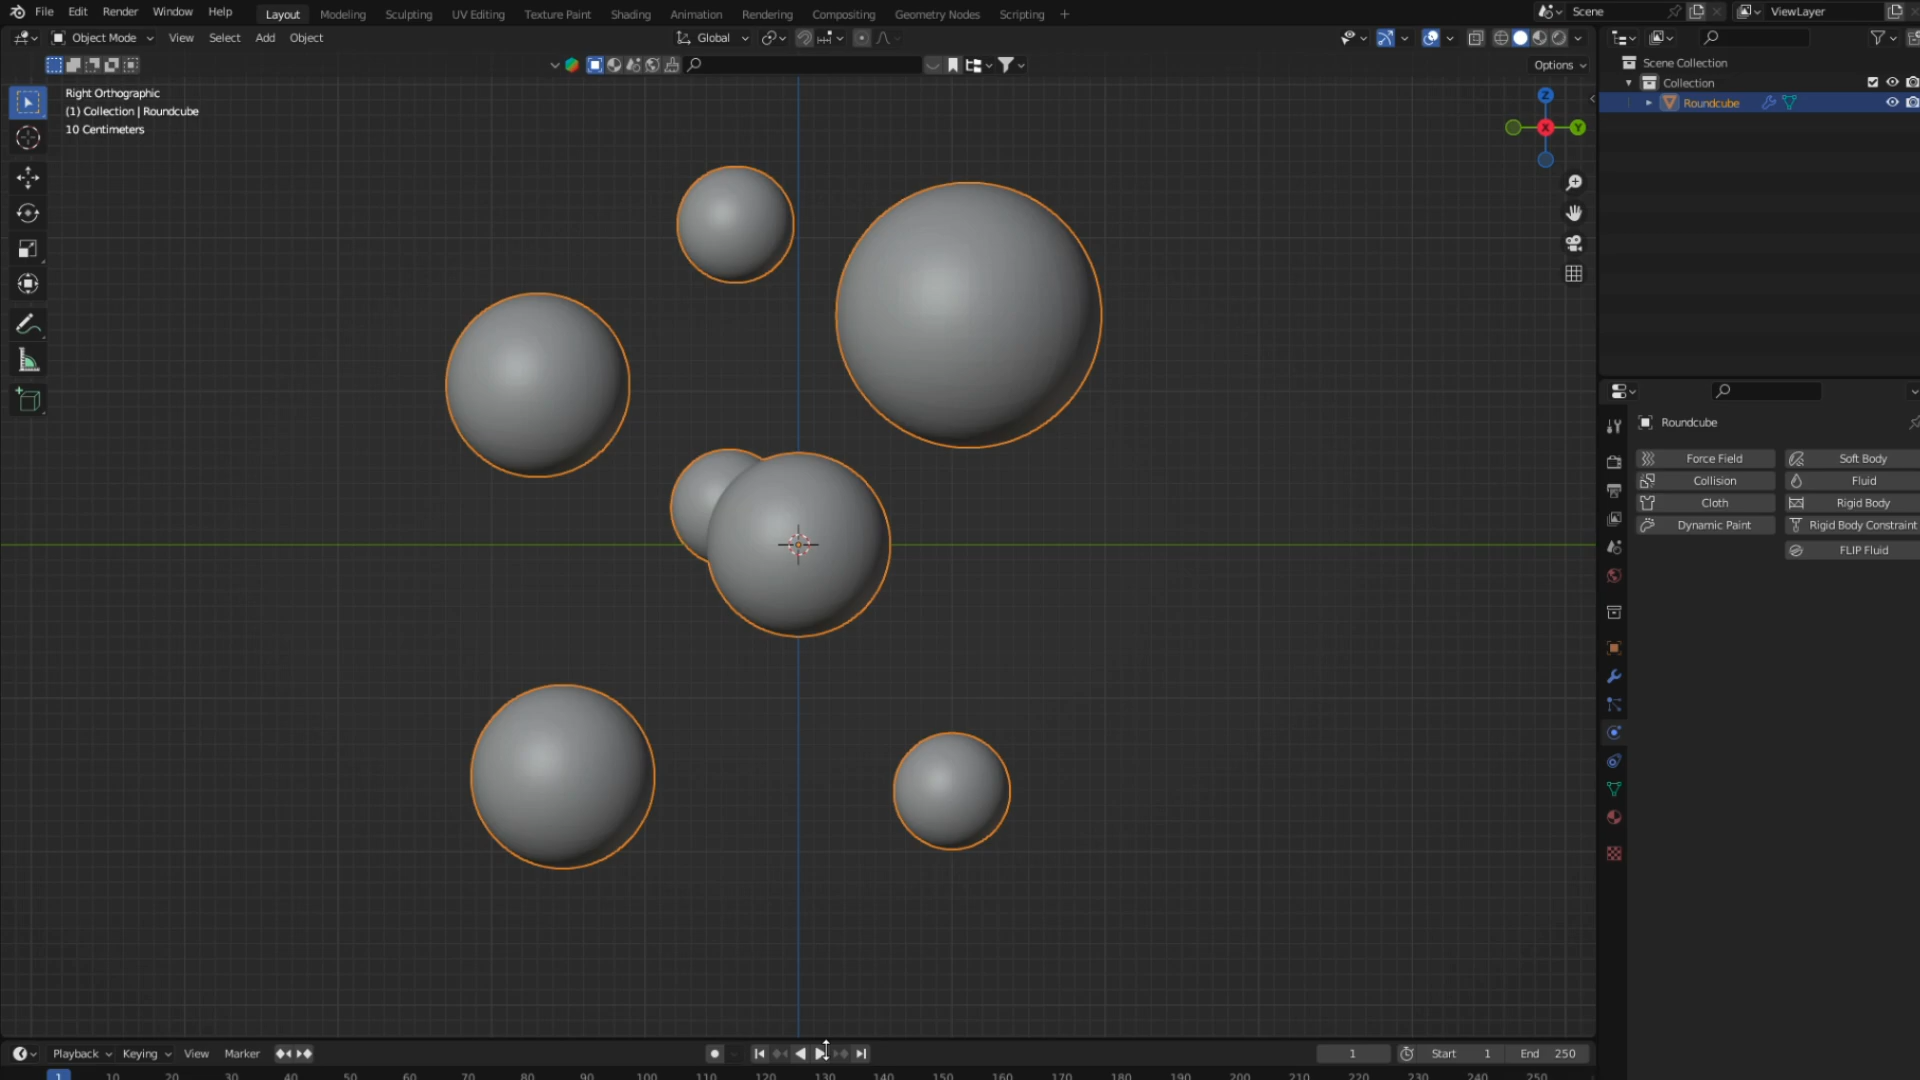 File Edit Render Window Help Layout Modeling Sculpting UV Editing Texture Paint Shading Animation Rendering Compositing Geometry Nodes Scripting + Scene ViewLayer
Object Mode View Select Add Object Global
Options
Right Orthographic
(1) Collection | Roundcube
10 Centimeters
Z
X
Y
Scene Collection
Collection
Roundcube
Roundcube
Force Field Soft Body
Collision Fluid
Cloth Rigid Body
Dynamic Paint Rigid Body Constraint
FLIP Fluid
Playback Keying View Marker 1 Start 1 End 250
1 10 20 30 40 50 60 70 80 90 100 110 120 130 140 150 160 170 180 190 200 210 220 230 240 250